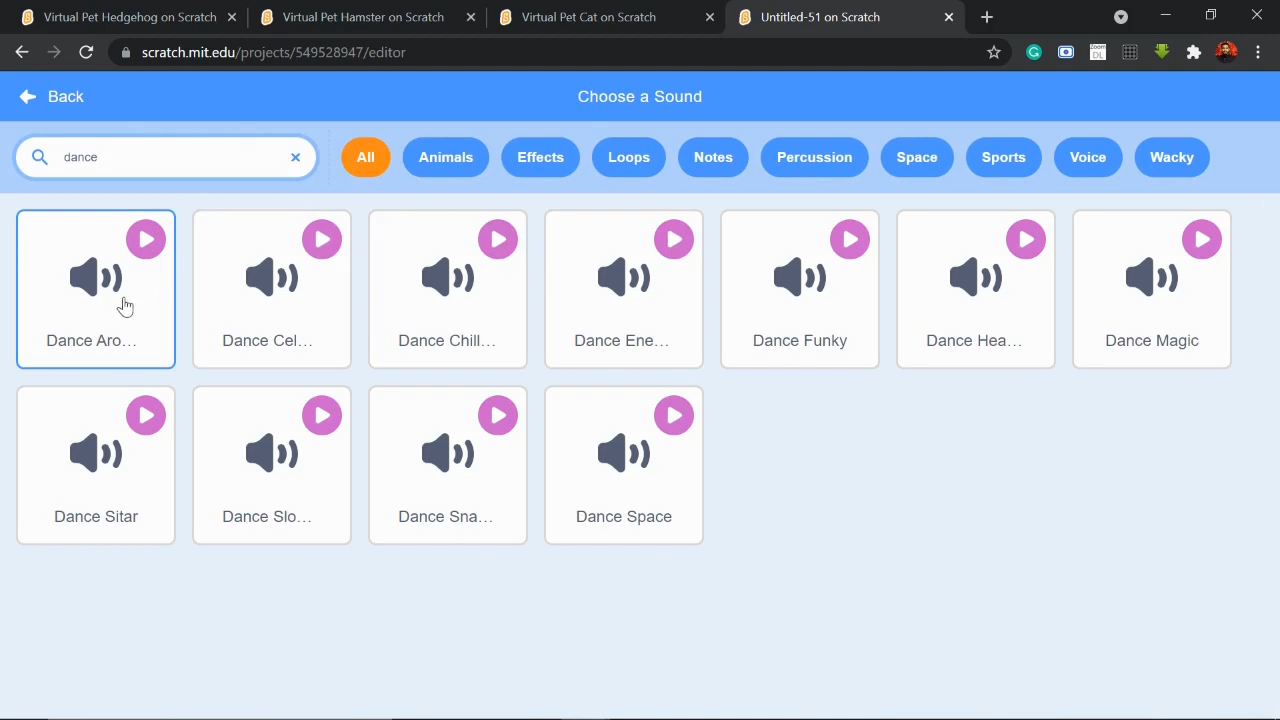 Virtual Pet Hedgehog on Scratch
Virtual Pet Hamster on Scratch
Virtual Pet Cat on Scratch
Untitled-51 on Scratch
scratch.mit.edu/projects/549528947/editor
Zoom
DL
Back
Choose a Sound
dance
All
Animals
Effects
Loops
Notes
Percussion
Space
Sports
Voice
Wacky
Dance Aro...
Dance Cel...
Dance Chill...
Dance Ene...
Dance Funky
Dance Hea...
Dance Magic
Dance Sitar
Dance Slo...
Dance Sna...
Dance Space